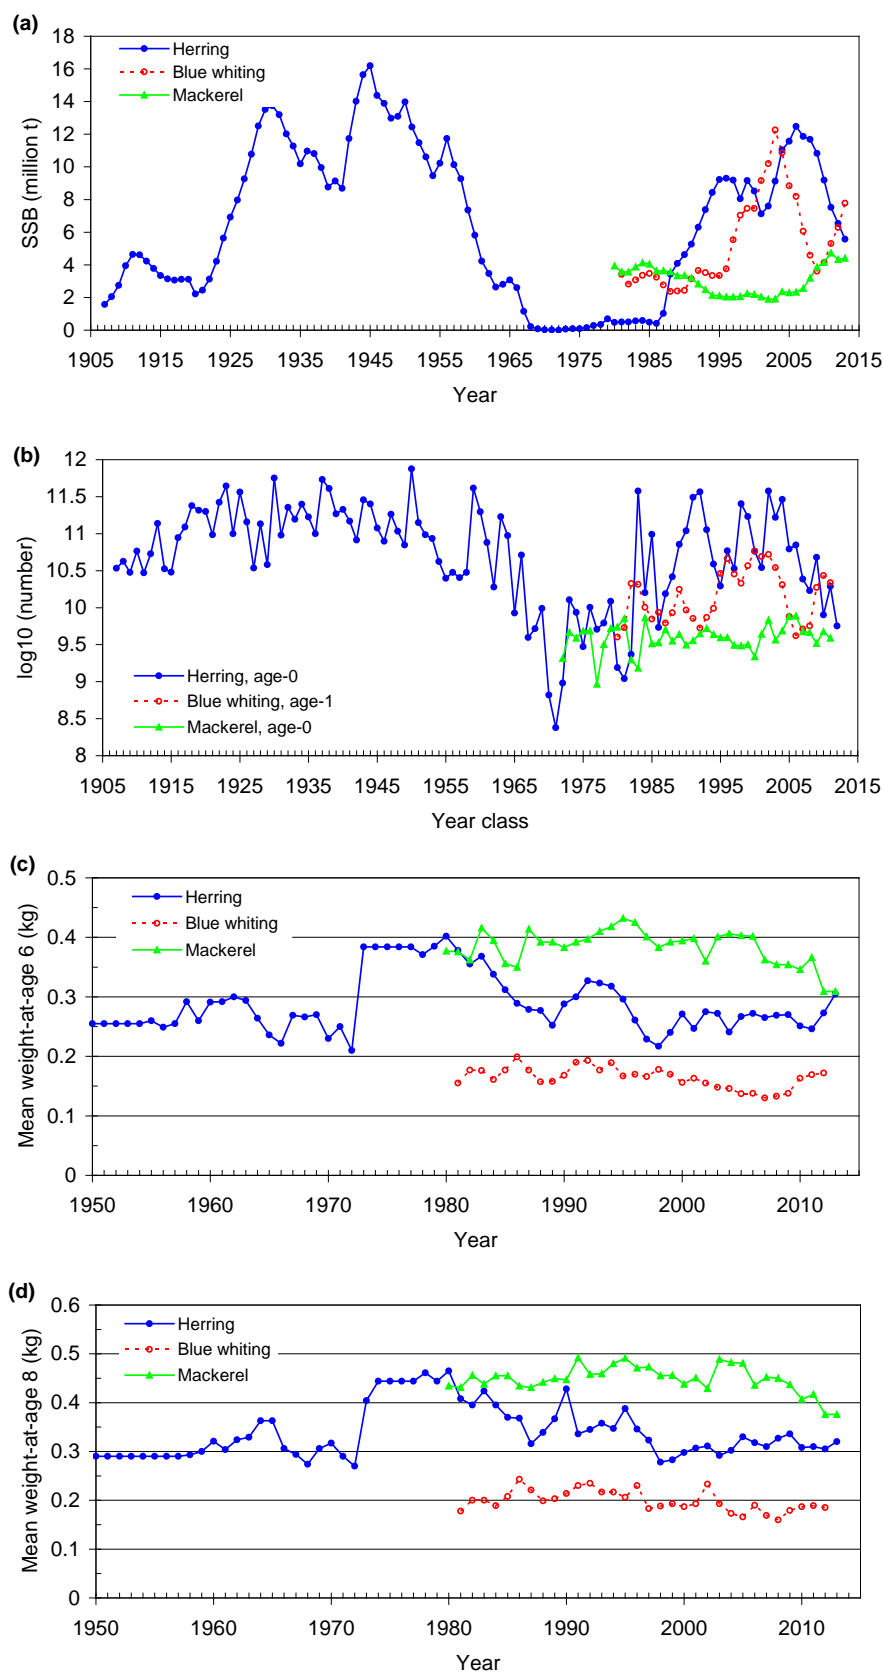 (a)
18
16
14
12
10
8
6
4
2
0
SSB (million t)
Herring
Blue whiting
Mackerel
1905 1915 1925 1935 1945 1955 1965 1975 1985 1995 2005 2015
Year
(b)
12
11.5
11
10.5
10
9.5
9
8.5
8
log10 (number)
Herring, age-0
Blue whiting, age-1
Mackerel, age-0
1905 1915 1925 1935 1945 1955 1965 1975 1985 1995 2005 2015
Year class
(c)
0.5
0.4
0.3
0.2
0.1
0
Mean weight-at-age 6 (kg)
Herring
Blue whiting
Mackerel
1950 1960 1970 1980 1990 2000 2010
Year
(d)
0.6
0.5
0.4
0.3
0.2
0.1
0
Mean weight-at-age 8 (kg)
Herring
Blue whiting
Mackerel
1950 1960 1970 1980 1990 2000 2010
Year